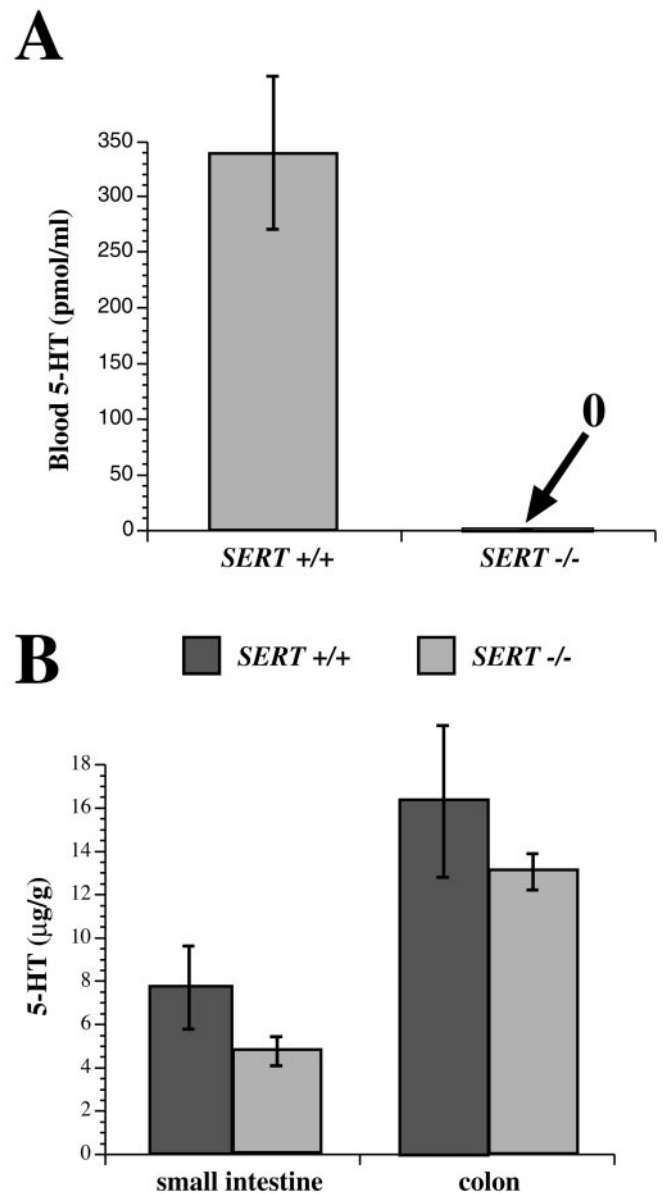 A
Blood 5-HT (pmol/ml)
350
300
250
200
150
100
50
0
0
SERT +/+ SERT -/-
B
SERT +/+ SERT -/-
5-HT (μg/g)
18
16
14
12
10
8
6
4
2
0
small intestine colon